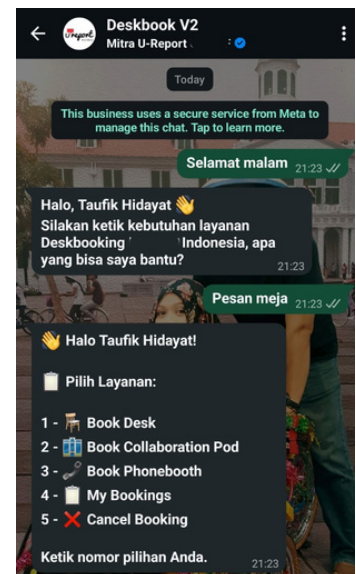 Ureport
Deskbook V2
Mitra U-Report
Today
This business uses a secure service from Meta to
manage this chat. Tap to learn more.
Selamat malam 21:23
Halo, Taufik Hidayat 👋
Silakan ketik kebutuhan layanan
Deskbooking Indonesia, apa
yang bisa saya bantu?
21:23
Pesan meja 21:23
👋 Halo Taufik Hidayat!
📋 Pilih Layanan:
1 - 🪑 Book Desk
2 - 🏢 Book Collaboration Pod
3 - 📞 Book Phonebooth
4 - 📋 My Bookings
5 - ❌ Cancel Booking
Ketik nomor pilihan Anda. 21:23